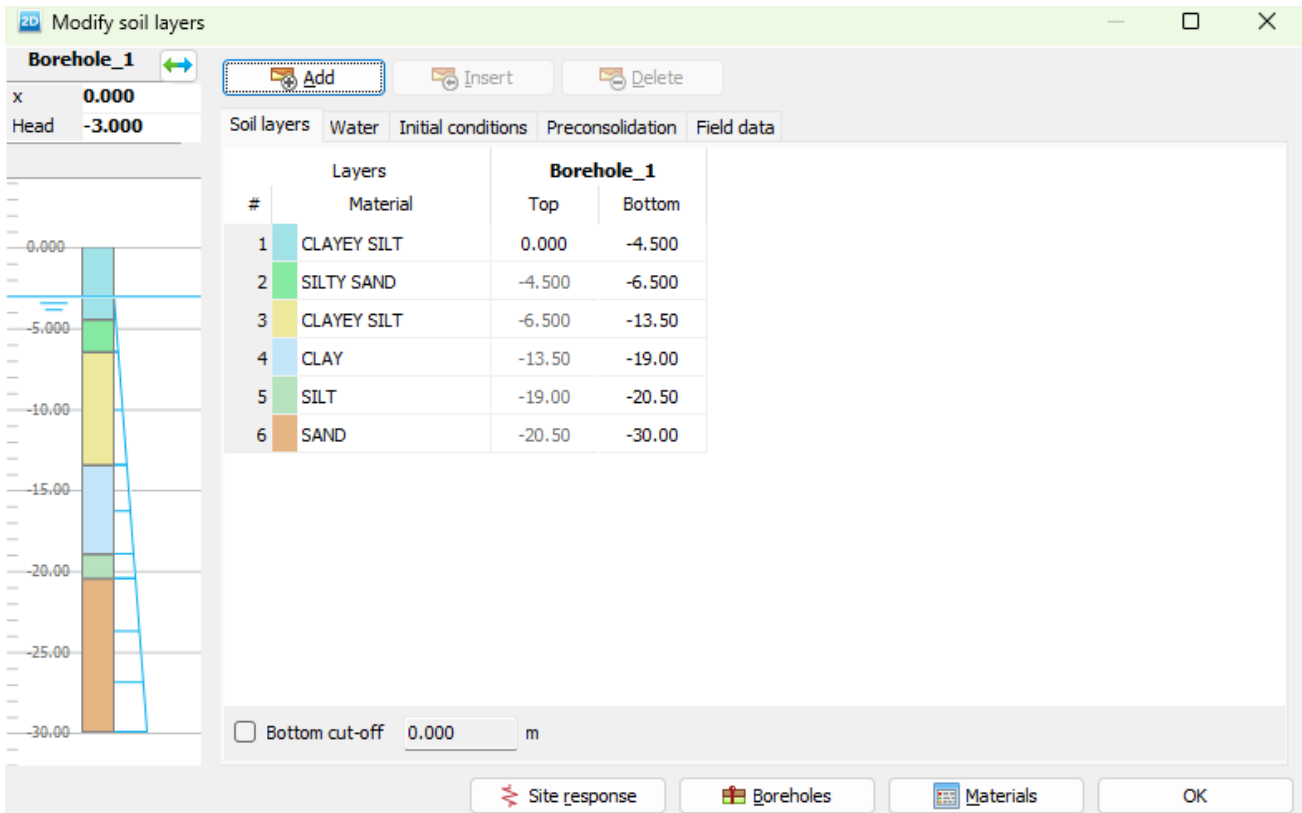 2D Modify soil layers
Borehole_1
x 0.000
Head -3.000
0.000
-5.000
-10.00
-15.00
-20.00
-25.00
-30.00
Add Insert Delete
Soil layers Water Initial conditions Preconsolidation Field data
Layers Borehole_1
# Material Top Bottom
1 CLAYEY SILT 0.000 -4.500
2 SILTY SAND -4.500 -6.500
3 CLAYEY SILT -6.500 -13.50
4 CLAY -13.50 -19.00
5 SILT -19.00 -20.50
6 SAND -20.50 -30.00
Bottom cut-off 0.000 m
Site response Boreholes Materials OK